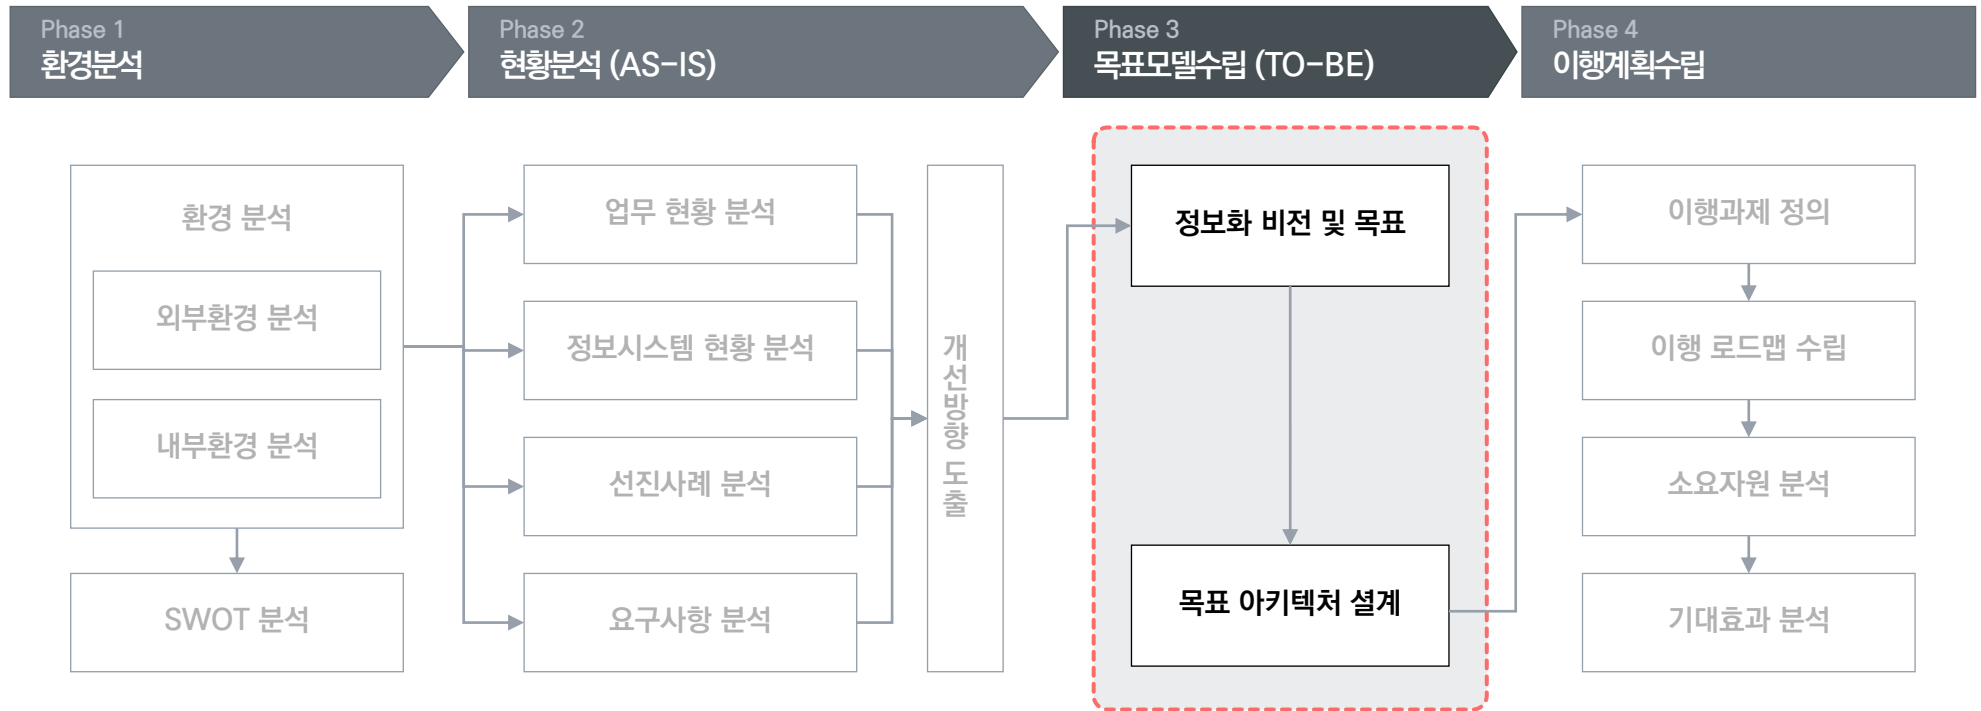 Phase 1
환경분석
Phase 2
현황분석 (AS-IS)
Phase 3
목표모델수립 (TO-BE)
Phase 4
이행계획수립
환경 분석
외부환경 분석
내부환경 분석
SWOT 분석
업무 현황 분석
정보시스템 현황 분석
선진사례 분석
요구사항 분석
개선방향 도출
정보화 비전 및 목표
목표 아키텍처 설계
이행과제 정의
이행 로드맵 수립
소요자원 분석
기대효과 분석